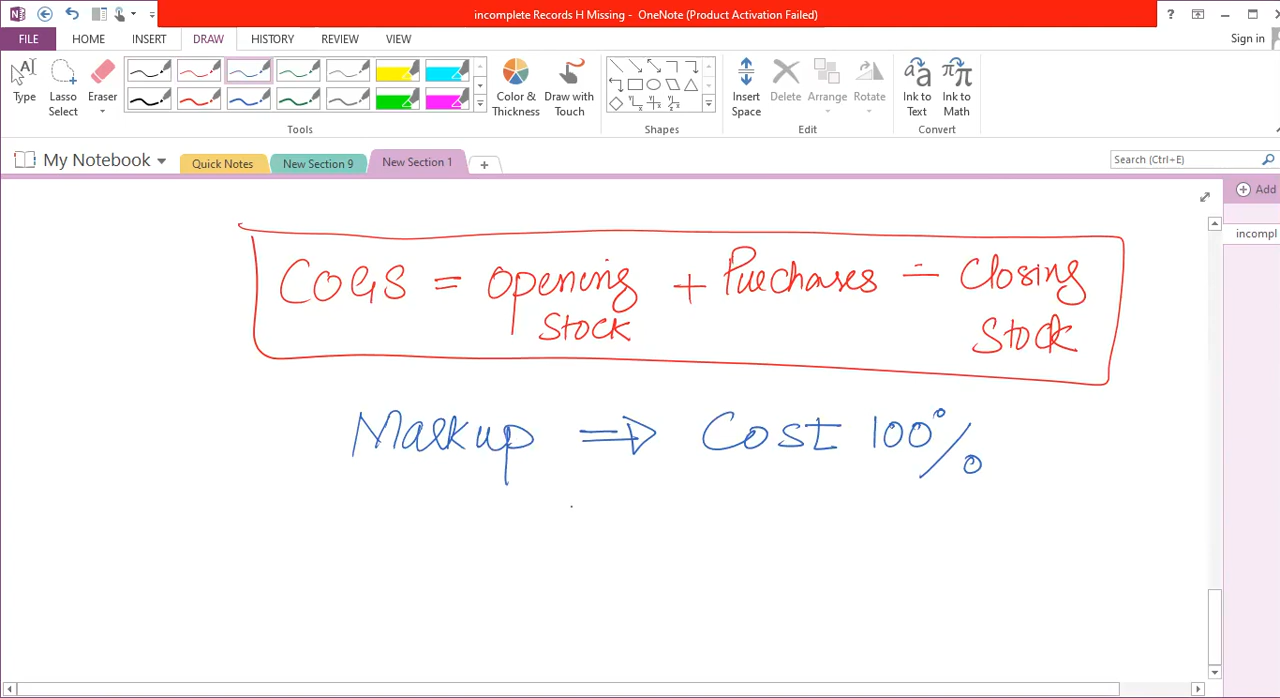 incomplete Records H Missing - OneNote (Product Activation Failed)
?
FILE HOME INSERT DRAW HISTORY REVIEW VIEW
Sign in
Type
Lasso Select
Eraser
Color & Thickness
Draw with Touch
Insert Space
Delete
Arrange
Rotate
Ink to Text
Ink to Math
Tools
Shapes
Edit
Convert
My Notebook
Quick Notes
New Section 9
New Section 1
+
Search (Ctrl+E)
Add
incompl
COGS = Opening Stock + Purchases - Closing Stock
Markup ⇒ Cost 100%